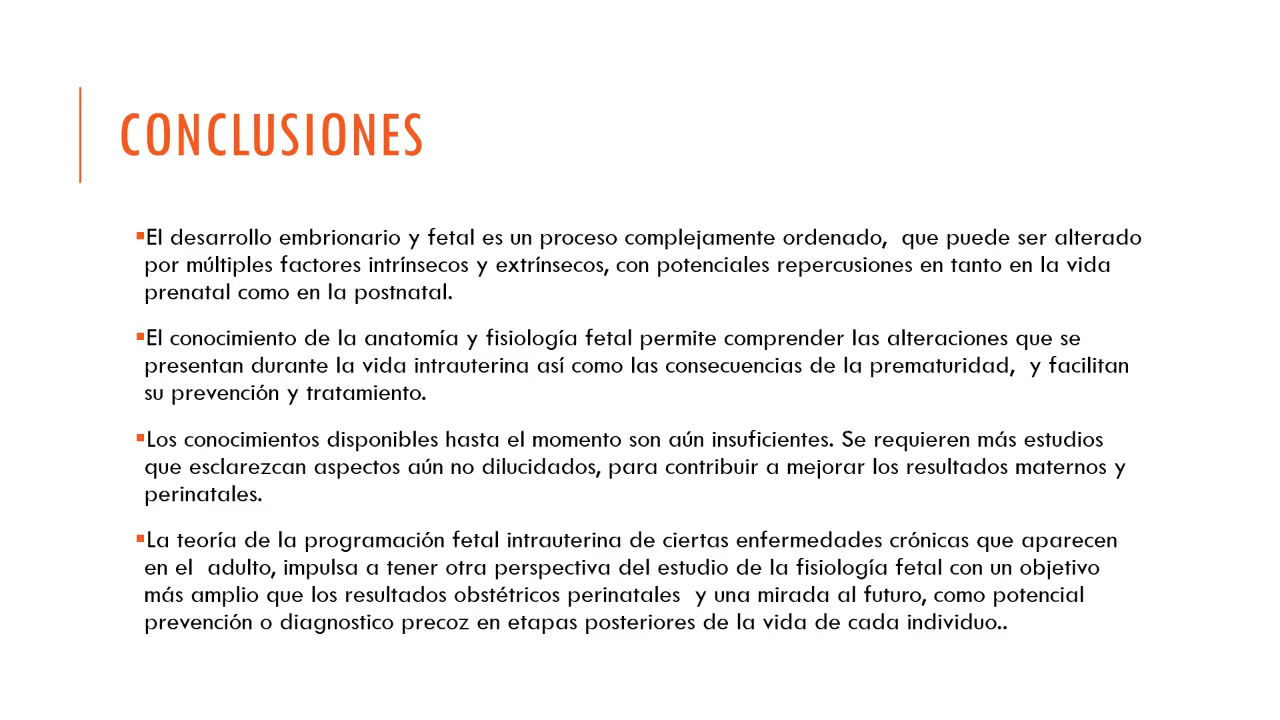 CONCLUSIONES
▪El desarrollo embrionario y fetal es un proceso complejamente ordenado,  que puede ser alterado
por múltiples factores intrínsecos y extrínsecos, con potenciales repercusiones en tanto en la vida
prenatal como en la postnatal.
▪El conocimiento de la anatomía y fisiología fetal permite comprender las alteraciones que se
presentan durante la vida intrauterina así como las consecuencias de la prematuridad,  y facilitan
su prevención y tratamiento.
▪Los conocimientos disponibles hasta el momento son aún insuficientes. Se requieren más estudios
que esclarezcan aspectos aún no dilucidados, para contribuir a mejorar los resultados maternos y
perinatales.
▪La teoría de la programación fetal intrauterina de ciertas enfermedades crónicas que aparecen
en el  adulto, impulsa a tener otra perspectiva del estudio de la fisiología fetal con un objetivo
más amplio que los resultados obstétricos perinatales  y una mirada al futuro, como potencial
prevención o diagnostico precoz en etapas posteriores de la vida de cada individuo..